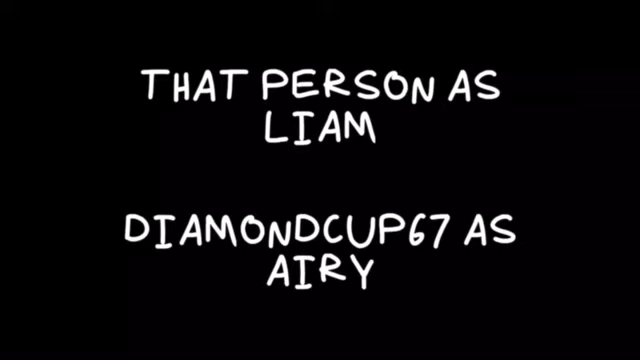 THAT PERSON AS
LIAM
DIAMONDCUP67 AS
AIRY